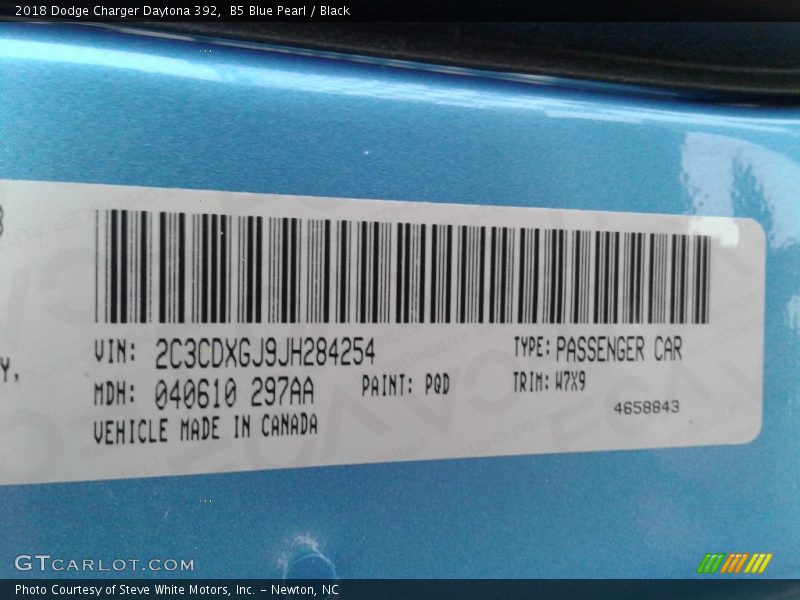 2018 Dodge Charger Daytona 392, B5 Blue Pearl / Black
VIN: 2C3CDXGJ9JH284254
TYPE: PASSENGER CAR
MDH: 040610 297AA
PAINT: PQD
TRIM: W7X9
Y,
4658843
VEHICLE MADE IN CANADA
GTCARLOT.COM
Photo Courtesy of Steve White Motors, Inc. – Newton, NC